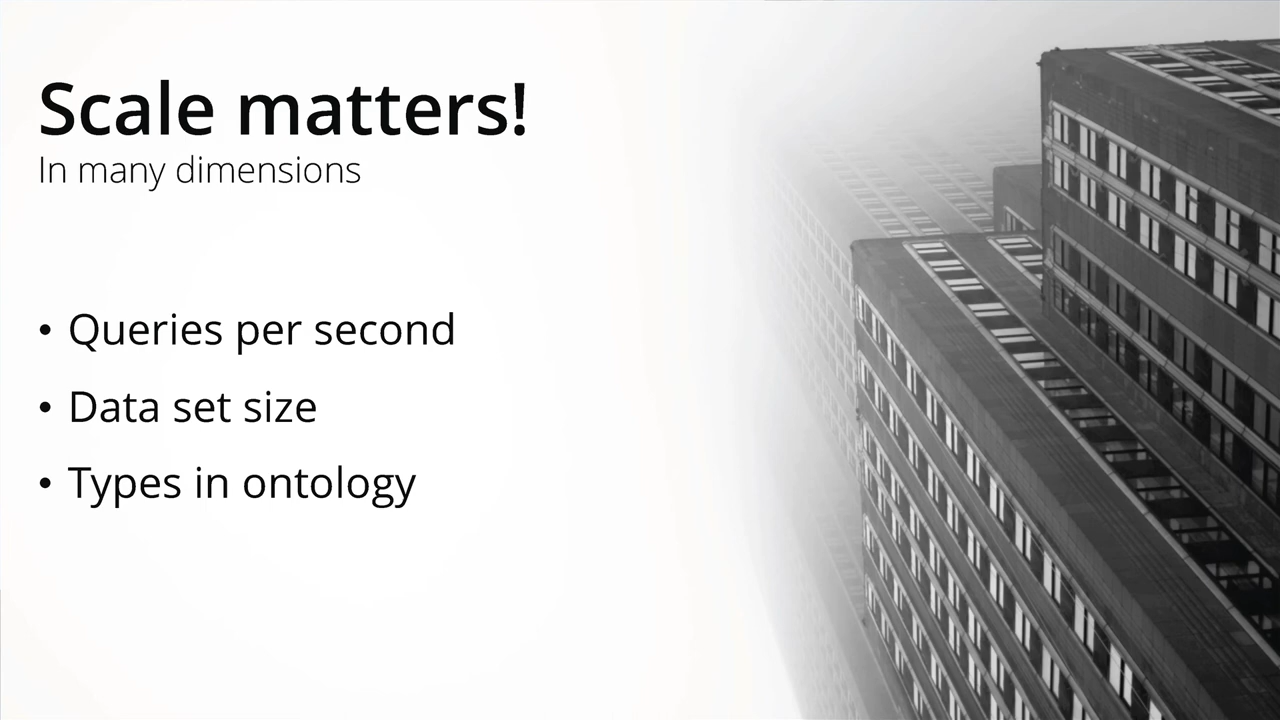 Scale matters!
In many dimensions
• Queries per second
• Data set size
• Types in ontology